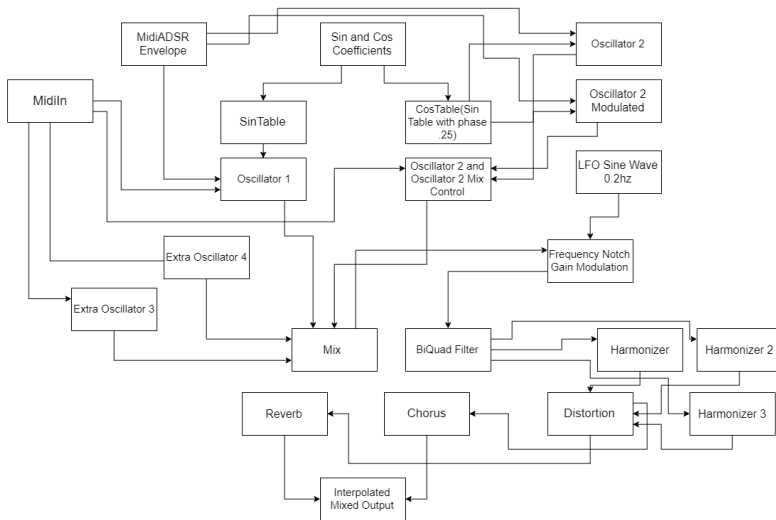 MidiADSR
Envelope
Sin and Cos
Coefficients
Oscillator 2
MidiIn
SinTable
CosTable(Sin
Table with phase
.25)
Oscillator 2
Modulated
Oscillator 1
Oscillator 2 and
Oscillator 2 Mix
Control
LFO Sine Wave
0.2hz
Extra Oscillator 4
Frequency Notch
Gain Modulation
Extra Oscillator 3
Mix
BiQuad Filter
Harmonizer
Harmonizer 2
Reverb
Chorus
Distortion
Harmonizer 3
Interpolated
Mixed Output